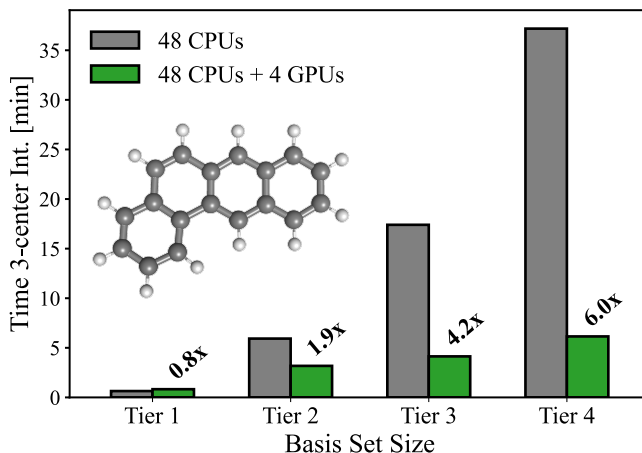 48 CPUs
48 CPUs + 4 GPUs
Time 3-center Int. [min]
35
30
25
20
15
10
5
0
0.8x
1.9x
4.2x
6.0x
Tier 1
Tier 2
Tier 3
Tier 4
Basis Set Size